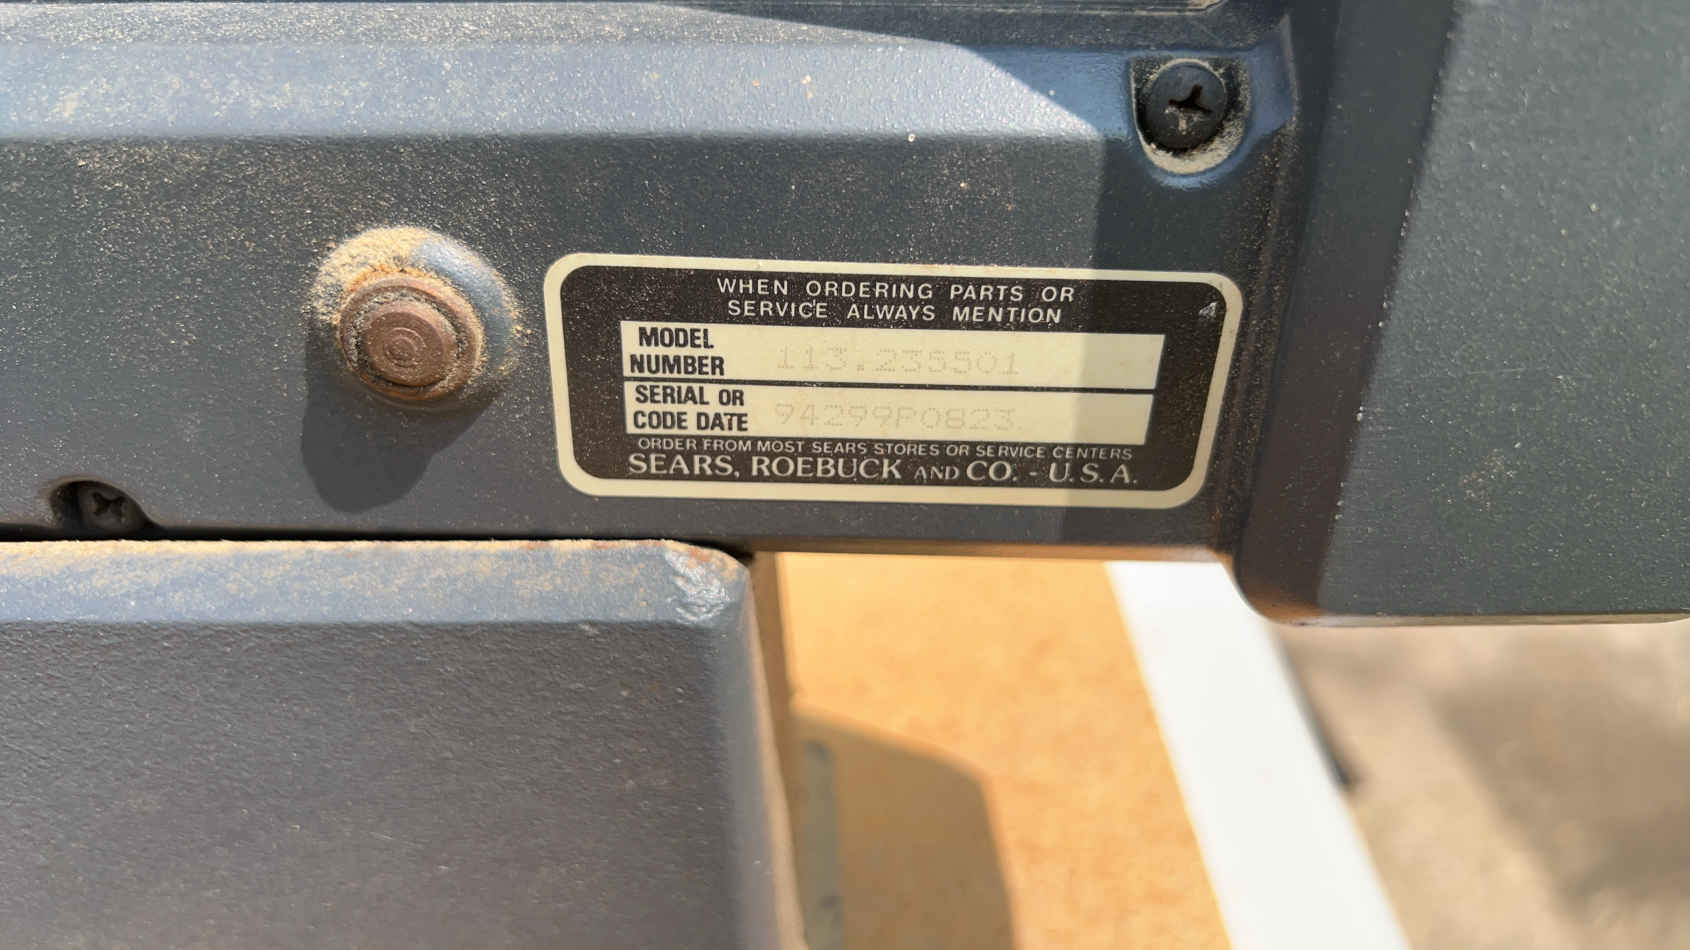 WHEN ORDERING PARTS OR
SERVICE ALWAYS MENTION
MODEL
NUMBER 113.235501
SERIAL OR
CODE DATE 94299P0823
ORDER FROM MOST SEARS STORES OR SERVICE CENTERS
SEARS, ROEBUCK AND CO. - U.S.A.